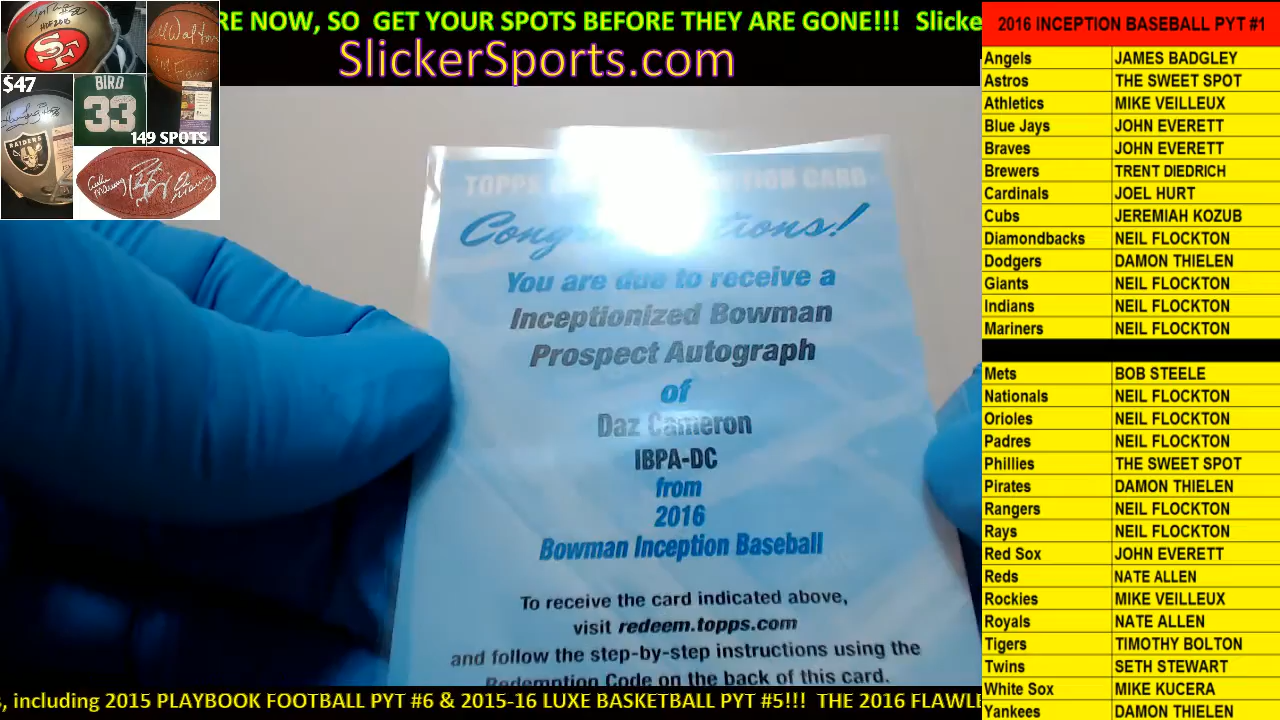 RE NOW, SO GET YOUR SPOTS BEFORE THEY ARE GONE!!! Slicke
SlickerSports.com
$47
BIRD
33
RAIDERS
149 SPOTS
TOPPS CARD
Congratulations!
You are due to receive a
Inceptionized Bowman
Prospect Autograph
of
Daz Cameron
IBPA-DC
from
2016
Bowman Inception Baseball
To receive the card indicated above,
visit redeem.topps.com
and follow the step-by-step instructions using the
Redemption Code on the back of this card.
s, including 2015 PLAYBOOK FOOTBALL PYT #6 & 2015-16 LUXE BASKETBALL PYT #5!!! THE 2016 FLAWLE
2016 INCEPTION BASEBALL PYT #1
Angels JAMES BADGLEY
Astros THE SWEET SPOT
Athletics MIKE VEILLEUX
Blue Jays JOHN EVERETT
Braves JOHN EVERETT
Brewers TRENT DIEDRICH
Cardinals JOEL HURT
Cubs JEREMIAH KOZUB
Diamondbacks NEIL FLOCKTON
Dodgers DAMON THIELEN
Giants NEIL FLOCKTON
Indians NEIL FLOCKTON
Mariners NEIL FLOCKTON
Mets BOB STEELE
Nationals NEIL FLOCKTON
Orioles NEIL FLOCKTON
Padres NEIL FLOCKTON
Phillies THE SWEET SPOT
Pirates DAMON THIELEN
Rangers NEIL FLOCKTON
Rays NEIL FLOCKTON
Red Sox JOHN EVERETT
Reds NATE ALLEN
Rockies MIKE VEILLEUX
Royals NATE ALLEN
Tigers TIMOTHY BOLTON
Twins SETH STEWART
White Sox MIKE KUCERA
Yankees DAMON THIELEN